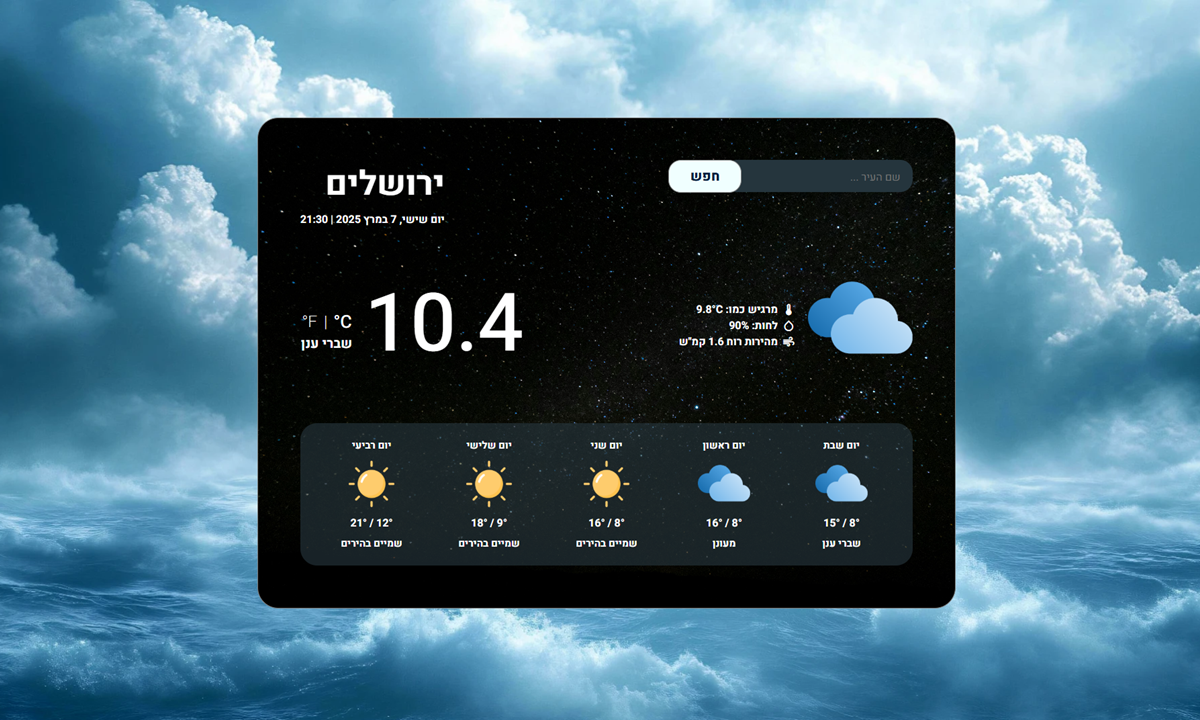 שם העיר ...
חפש
ירושלים
יום שישי, 7 במרץ 2025 | 21:30
מרגיש כמו: 9.8°C
לחות: 90%
מהירות רוח 1.6 קמ"ש
10.4
°C | °F
שברי ענן
יום שבת
15° / 8°
שברי ענן
יום ראשון
16° / 8°
מעונן
יום שני
16° / 8°
שמיים בהירים
יום שלישי
18° / 9°
שמיים בהירים
יום רביעי
21° / 12°
שמיים בהירים